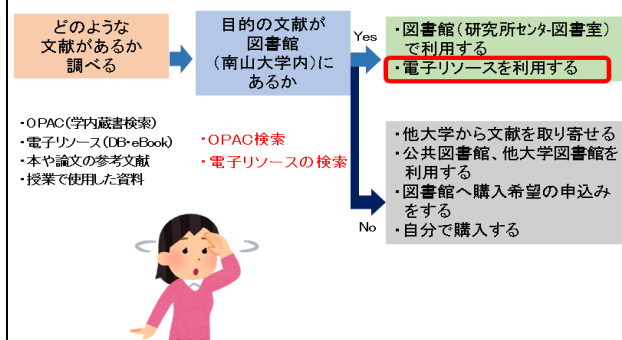 どのような
文献があるか
調べる
・OPAC(学内蔵書検索)
・電子リソース(DB・eBook)
・本や論文の参考文献
・授業で使用した資料
目的の文献が
図書館
(南山大学内)に
あるか
・OPAC検索
・電子リソースの検索
Yes
・図書館(研究所ｾﾝﾀｰ図書室)
で利用する
・電子リソースを利用する
No
・他大学から文献を取り寄せる
・公共図書館、他大学図書館を
利用する
・図書館へ購入希望の申込み
をする
・自分で購入する